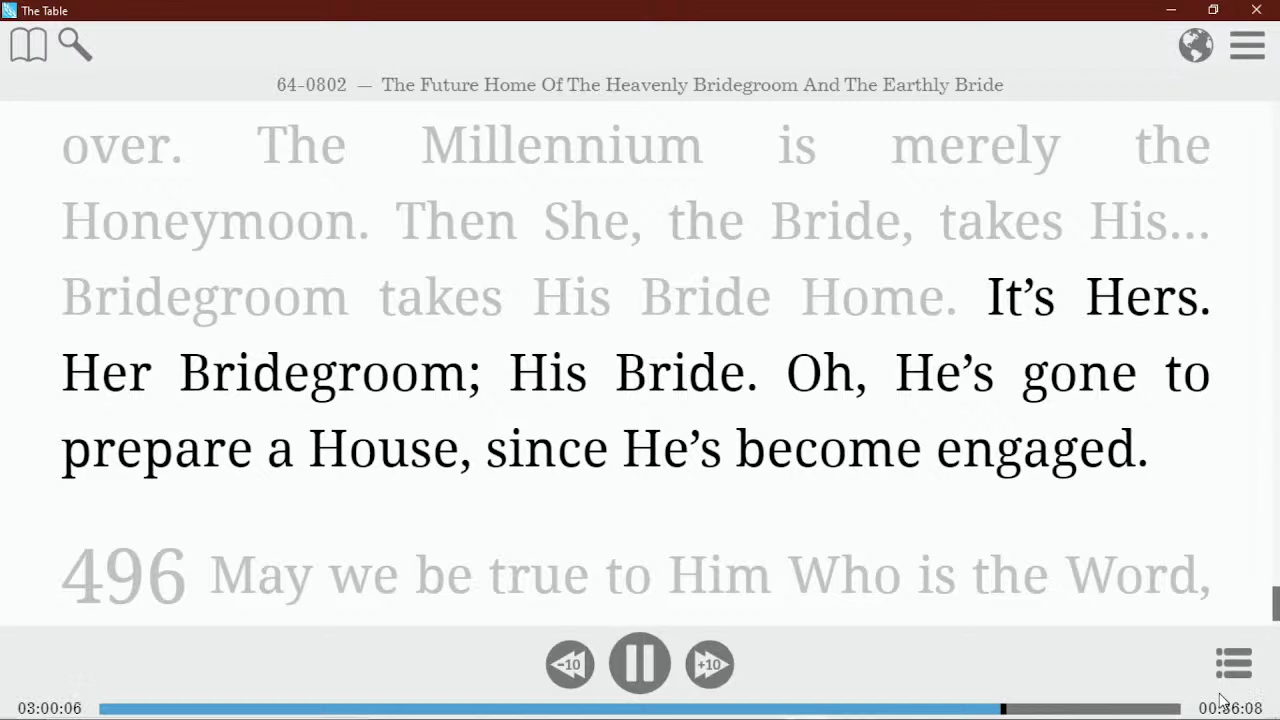 The Table
64-0802 — The Future Home Of The Heavenly Bridegroom And The Earthly Bride
over. The Millennium is merely the
Honeymoon. Then She, the Bride, takes His...
Bridegroom takes His Bride Home. It’s Hers.
Her Bridegroom; His Bride. Oh, He’s gone to
prepare a House, since He’s become engaged.
496 May we be true to Him Who is the Word,
-10
+10
03:00:06
00:36:08